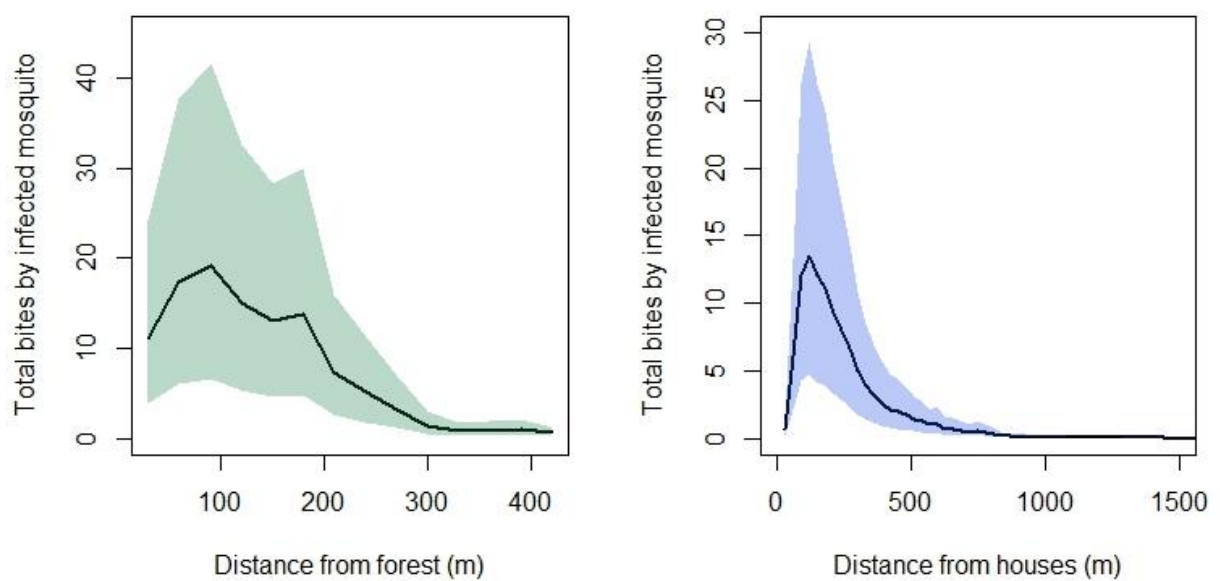 Total bites by infected mosquito
40
30
20
10
0
100 200 300 400
Distance from forest (m)
Total bites by infected mosquito
30
25
20
15
10
5
0
0 500 1000 1500
Distance from houses (m)